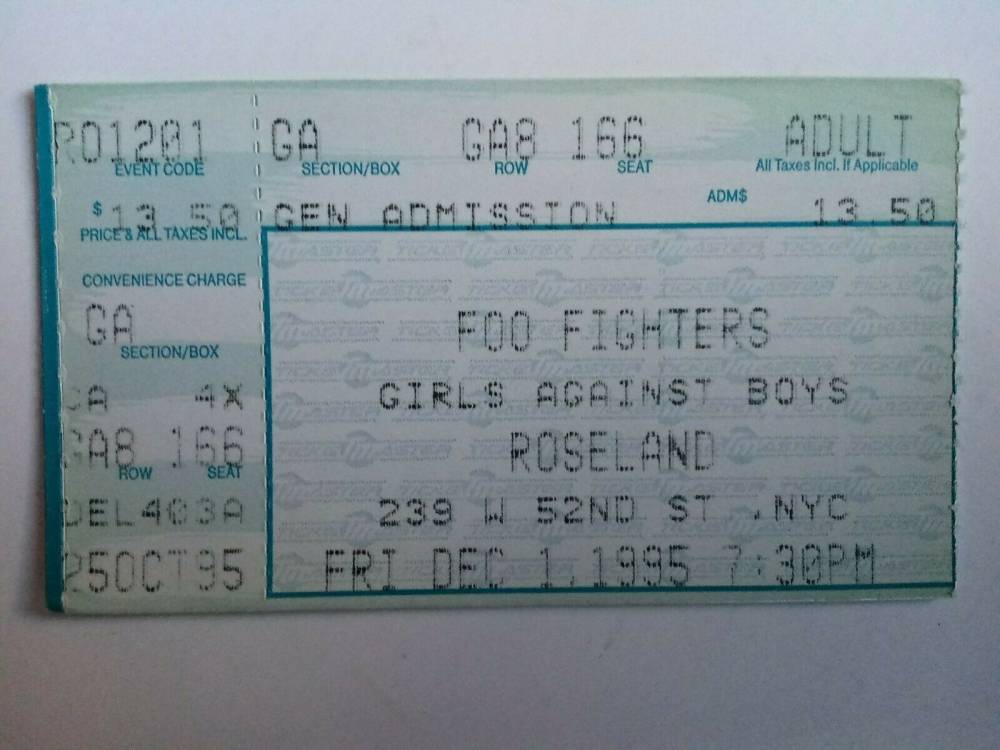 RO1201 GA GA8 166 ADULT
EVENT CODE SECTION/BOX ROW SEAT All Taxes Incl. If Applicable
$ 13.50 GEN ADMISSION ADM$ 13.50
PRICE & ALL TAXES INCL.
CONVENIENCE CHARGE
GA
SECTION/BOX
CA 4X
GA8 166
ROW SEAT
DEL403A
25OCT95
FOO FIGHTERS
GIRLS AGAINST BOYS
ROSELAND
239 W 52ND ST .NYC
FRI DEC 1,1995 7:30PM
TICKETMASTER